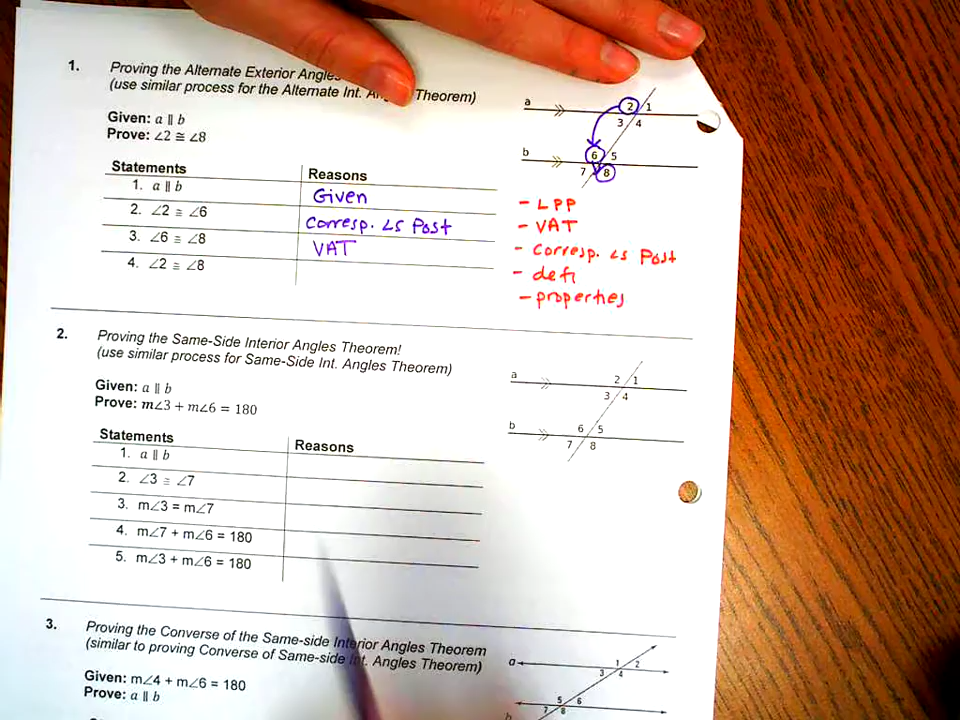 1. Proving the Alternate Exterior Angles
(use similar process for the Alternate Int. Theorem)
Given: a ∥ b
Prove: ∠2 ≅ ∠8
Statements Reasons
1. a ∥ b Given
2. ∠2 ≅ ∠6 Corresp. ∠s Post
3. ∠6 ≅ ∠8 VAT
4. ∠2 ≅ ∠8
a 2 1
3 4
b 6 5
7 8
- LPP
- VAT
- Corresp. ∠s Post
- defs
- properties
2. Proving the Same-Side Interior Angles Theorem!
(use similar process for Same-Side Int. Angles Theorem)
Given: a ∥ b
Prove: m∠3 + m∠6 = 180
Statements Reasons
1. a ∥ b
2. ∠3 ≅ ∠7
3. m∠3 = m∠7
4. m∠7 + m∠6 = 180
5. m∠3 + m∠6 = 180
a 2 1
3 4
b 6 5
7 8
3. Proving the Converse of the Same-side Interior Angles Theorem
(similar to proving Converse of Same-side Int. Angles Theorem)
Given: m∠4 + m∠6 = 180
Prove: a ∥ b
a 1 2
3 4
5 6
b 7 8